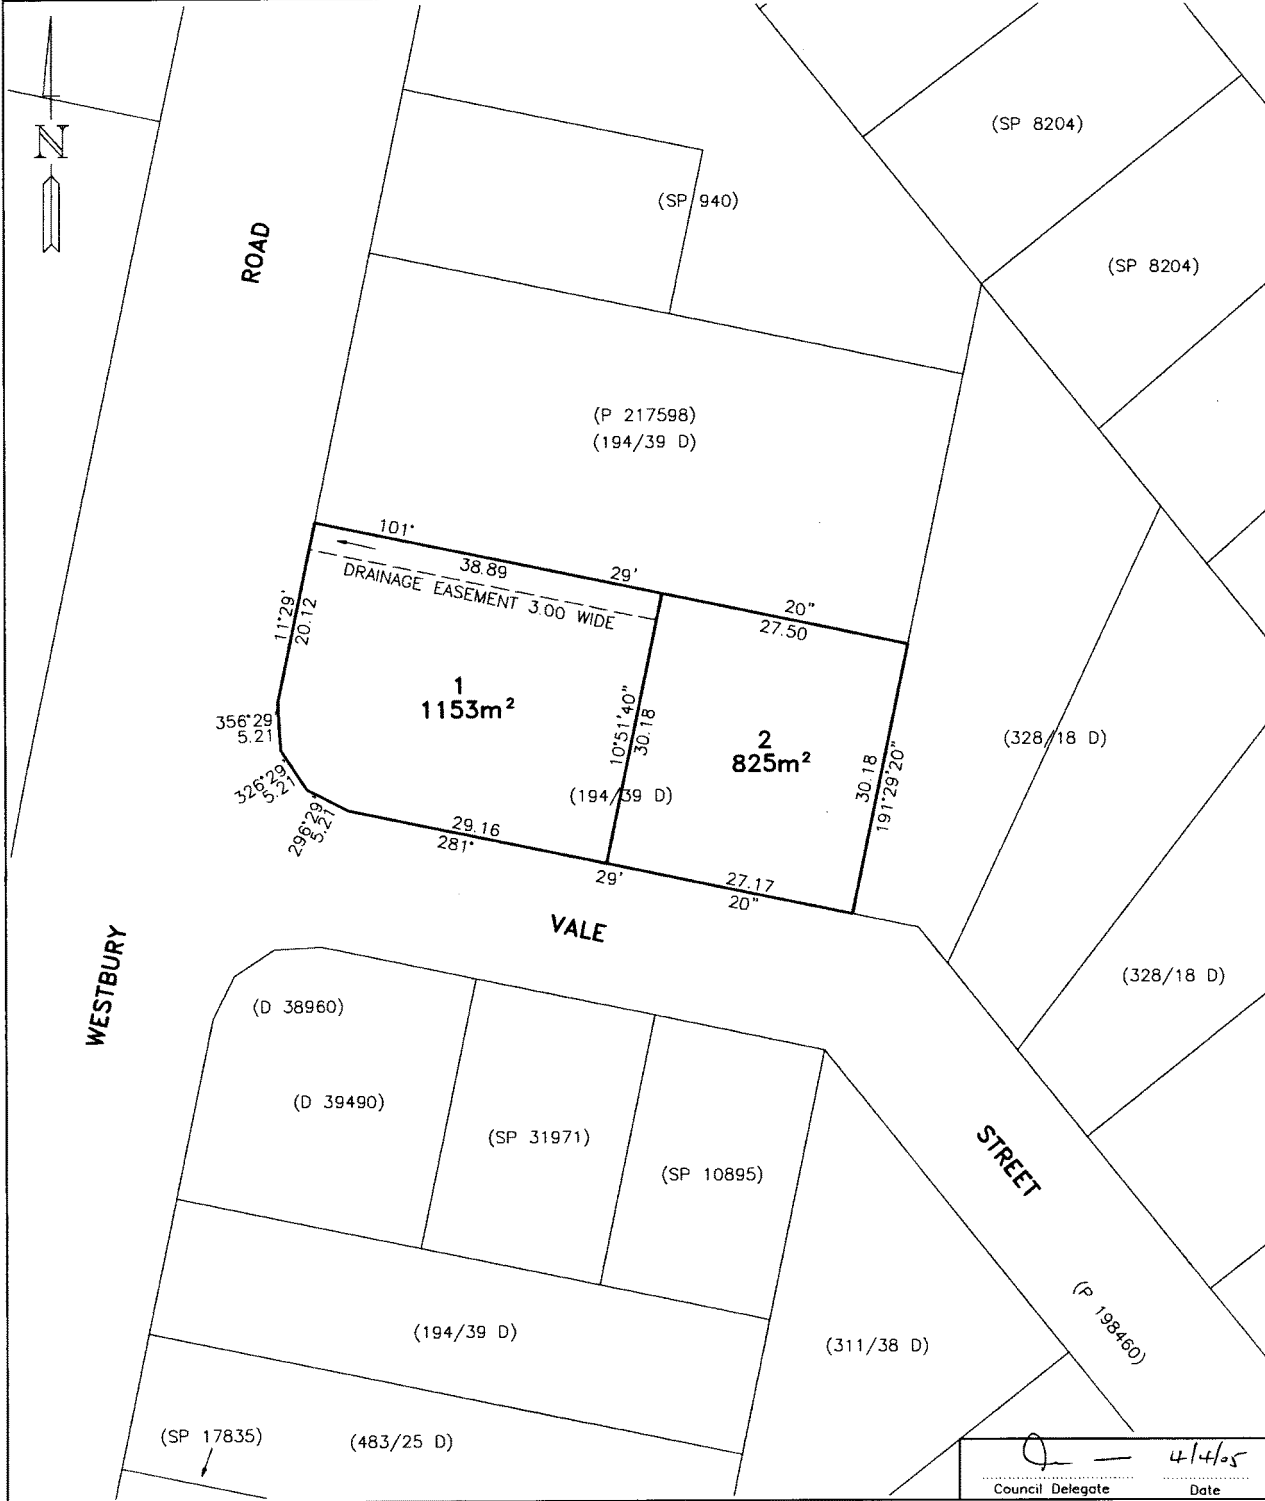 N
ROAD
(SP 940)
(SP 8204)
(SP 8204)
(P 217598)
(194/39 D)
101°
38.89
29'
20"
27.50
DRAINAGE EASEMENT 3.00 WIDE
11°29'
20.12
1
1153m²
10°51'40"
30.18
2
825m²
30.18
191°29'20"
(328/18 D)
356°29'
5.21
326°29'
5.21
296°29'
5.21
(194/39 D)
29.16
281°
29'
27.17
20"
VALE
WESTBURY
(328/18 D)
(D 38960)
(D 39490)
(SP 31971)
(SP 10895)
STREET
(P 198460)
(194/39 D)
(311/38 D)
(SP 17835)
(483/25 D)
4/4/05
Council Delegate
Date